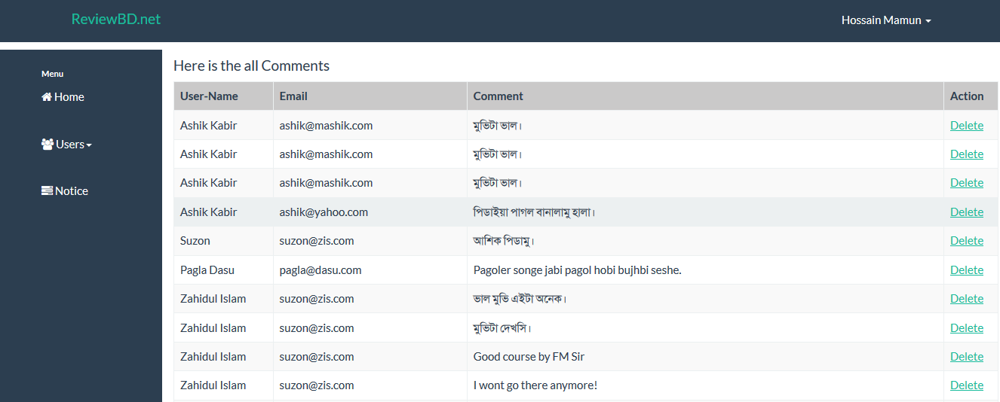 ReviewBD.net
Hossain Mamun
Menu
Home
Users
Notice
Here is the all Comments
User-Name Email Comment Action
Ashik Kabir ashik@mashik.com মুভিটা ভাল। Delete
Ashik Kabir ashik@mashik.com মুভিটা ভাল। Delete
Ashik Kabir ashik@mashik.com মুভিটা ভাল। Delete
Ashik Kabir ashik@yahoo.com পিডাইয়া পাগল বানালামু হালা। Delete
Suzon suzon@zis.com আশিক পিডামু। Delete
Pagla Dasu pagla@dasu.com Pagoler songe jabi pagol hobi bujhbi seshe. Delete
Zahidul Islam suzon@zis.com ভাল মুভি এইটা অনেক। Delete
Zahidul Islam suzon@zis.com মুভিটা দেখসি। Delete
Zahidul Islam suzon@zis.com Good course by FM Sir Delete
Zahidul Islam suzon@zis.com I wont go there anymore! Delete